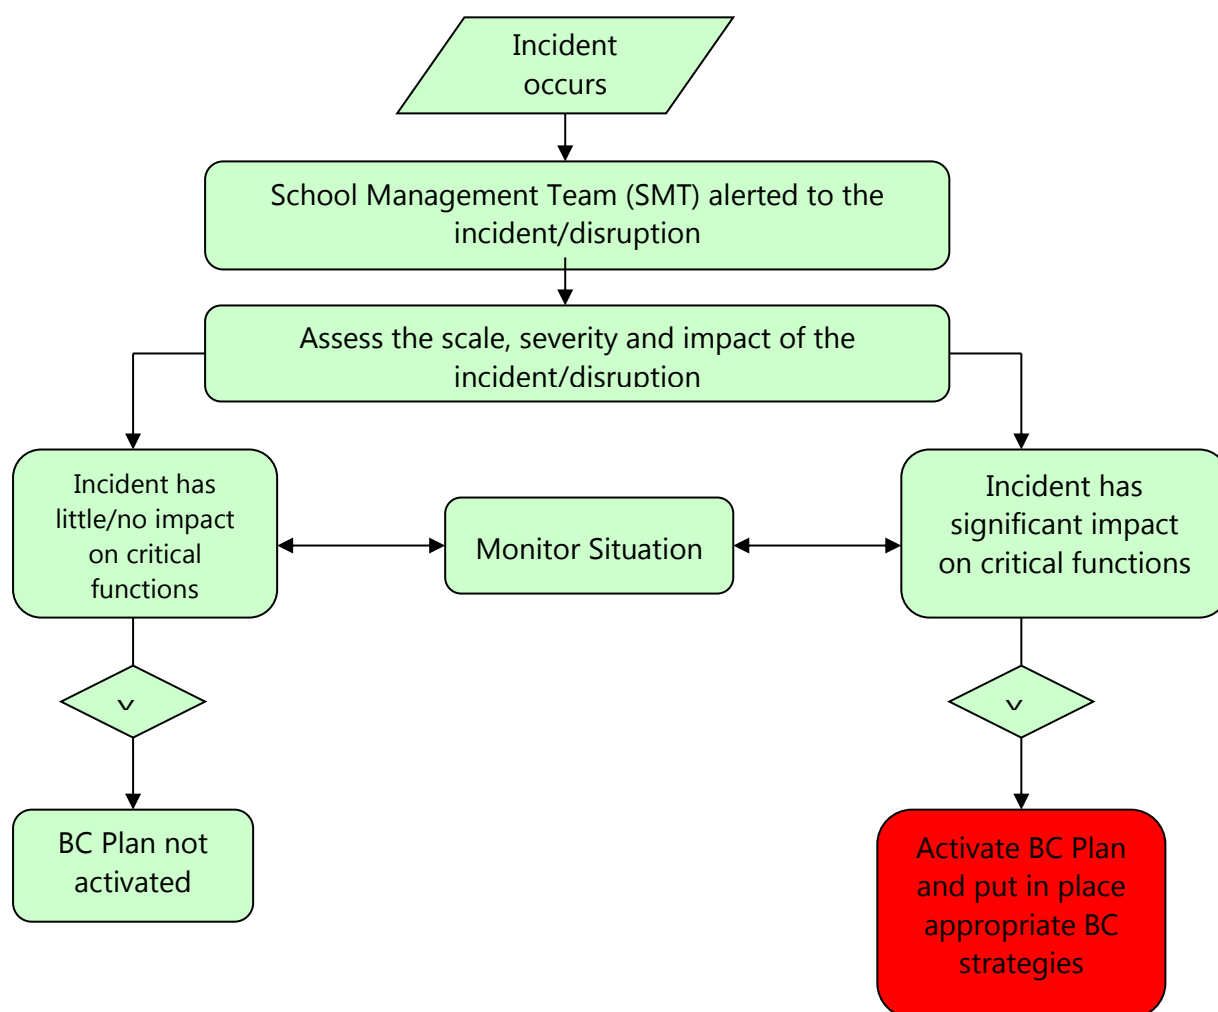 Incident
occurs
School Management Team (SMT) alerted to the
incident/disruption
Assess the scale, severity and impact of the
incident/disruption
Incident has
little/no impact
on critical
functions
Monitor Situation
Incident has
significant impact
on critical functions
BC Plan not
activated
Activate BC Plan
and put in place
appropriate BC
strategies